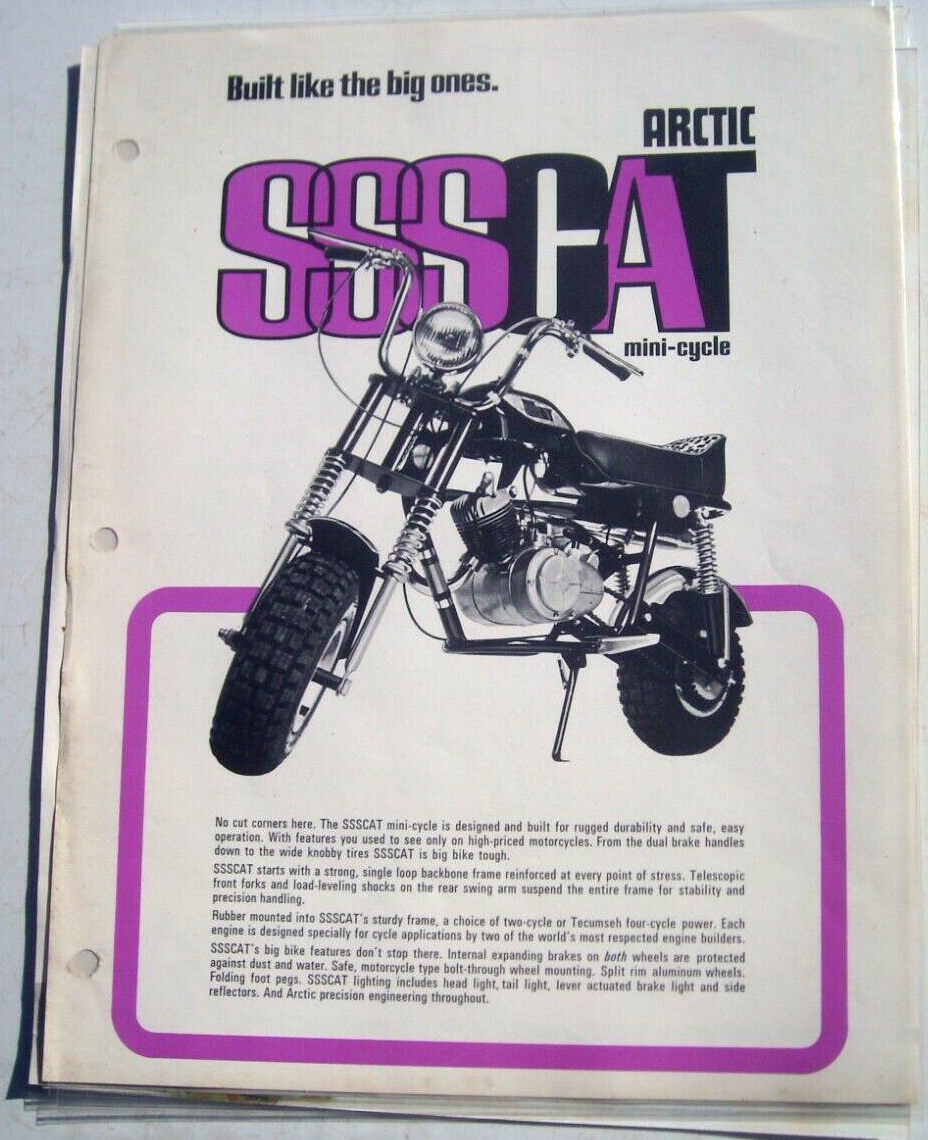 Built like the big ones.
ARCTIC
SSSCAT
mini-cycle
No cut corners here. The SSSCAT mini-cycle is designed and built for rugged durability and safe, easy
operation. With features you used to see only on high-priced motorcycles. From the dual brake handles
down to the wide knobby tires SSSCAT is big bike tough.
SSSCAT starts with a strong, single loop backbone frame reinforced at every point of stress. Telescopic
front forks and load-leveling shocks on the rear swing arm suspend the entire frame for stability and
precision handling.
Rubber mounted into SSSCAT's sturdy frame, a choice of two-cycle or Tecumseh four-cycle power. Each
engine is designed specially for cycle applications by two of the world's most respected engine builders.
SSSCAT's big bike features don't stop there. Internal expanding brakes on both wheels are protected
against dust and water. Safe, motorcycle type bolt-through wheel mounting. Split rim aluminum wheels.
Folding foot pegs. SSSCAT lighting includes head light, tail light, lever actuated brake light and side
reflectors. And Arctic precision engineering throughout.